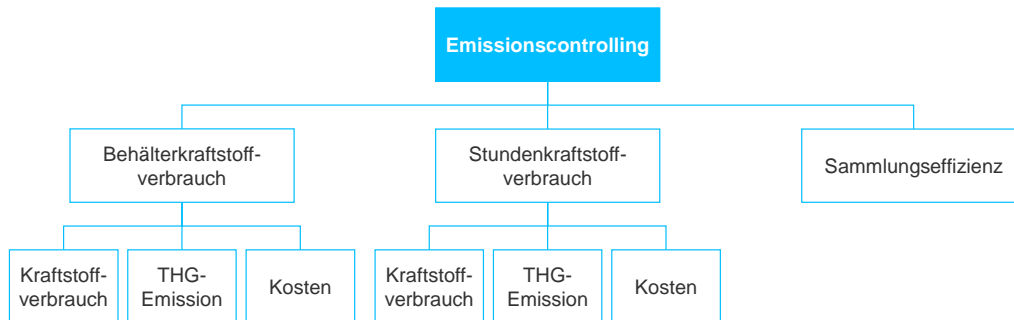 Emissionscontrolling
Behälterkraftstoff-
verbrauch
Stundenkraftstoff-
verbrauch
Sammlungseffizienz
Kraftstoff-
verbrauch
THG-
Emission
Kosten
Kraftstoff-
verbrauch
THG-
Emission
Kosten